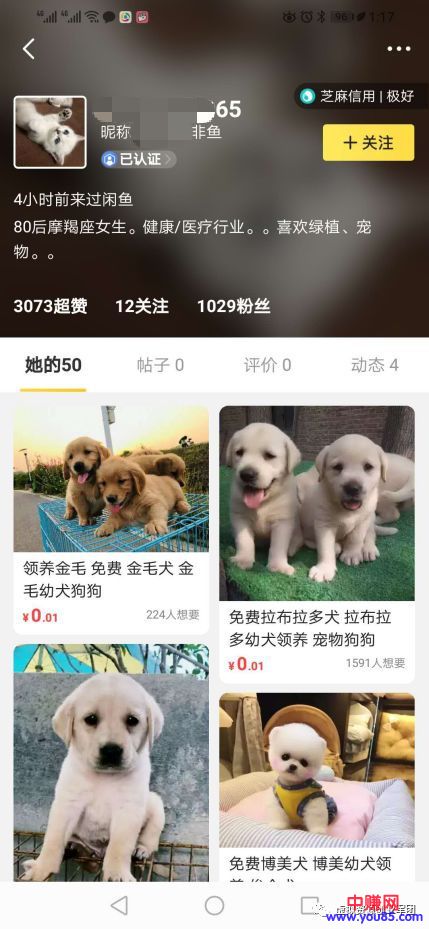 4G 4G 96 1:17
芝麻信用 | 极好
65
昵称 非鱼
已认证
+ 关注
4小时前来过闲鱼
80后摩羯座女生。健康/医疗行业。。喜欢绿植、宠
物。。
3073超赞 12关注 1029粉丝
她的50 帖子 0 评价 0 动态 4
领养金毛 免费 金毛犬 金
毛幼犬狗狗
¥0.01 224人想要
免费拉布拉多犬 拉布拉
多幼犬领养 宠物狗狗
¥0.01 1591人想要
免费博美犬 博美幼犬领
中赚网
www.you85.com